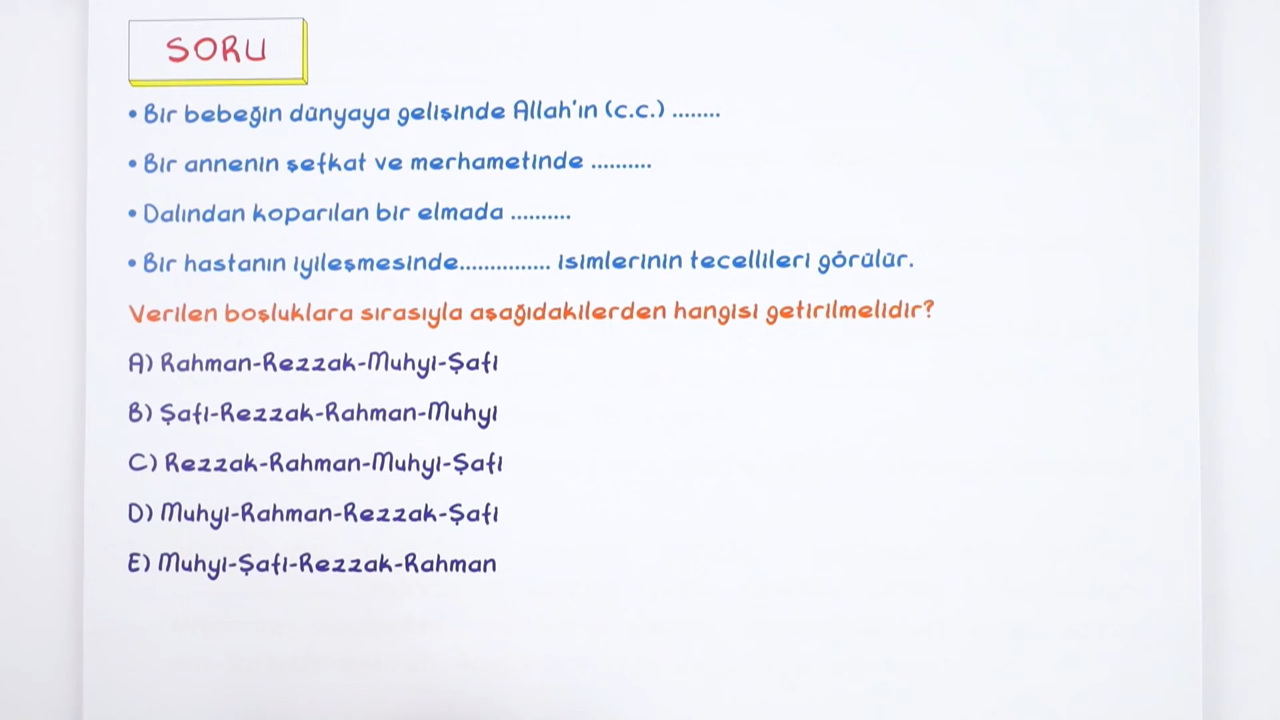 SORU
• Bir bebeğin dünyaya gelişinde Allah'ın (c.c.) ........
• Bir annenin şefkat ve merhametinde ..........
• Dalından koparılan bir elmada ..........
• Bir hastanın iyileşmesinde............... isimlerinin tecellileri görülür.
Verilen boşluklara sırasıyla aşağıdakilerden hangisi getirilmelidir?
A) Rahman-Rezzak-Muhyi-Şafi
B) Şafi-Rezzak-Rahman-Muhyi
C) Rezzak-Rahman-Muhyi-Şafi
D) Muhyi-Rahman-Rezzak-Şafi
E) Muhyi-Şafi-Rezzak-Rahman